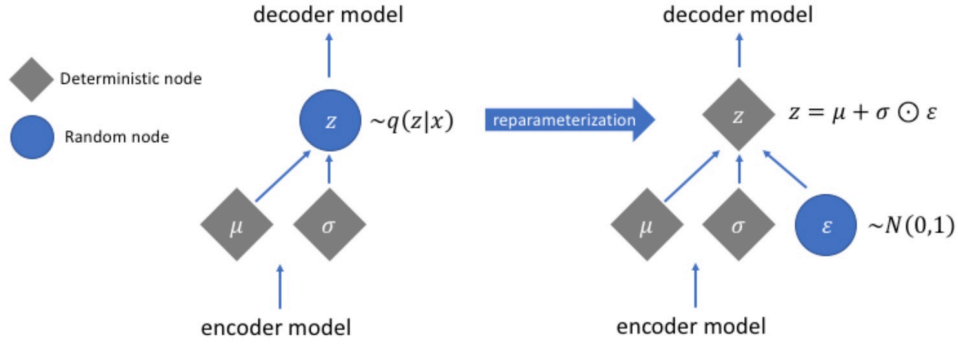 decoder model
decoder model
Deterministic node
Random node
z
~q(z|x)
reparameterization
z
z = μ + σ ⊙ ε
μ
σ
μ
σ
ε
~N(0,1)
encoder model
encoder model